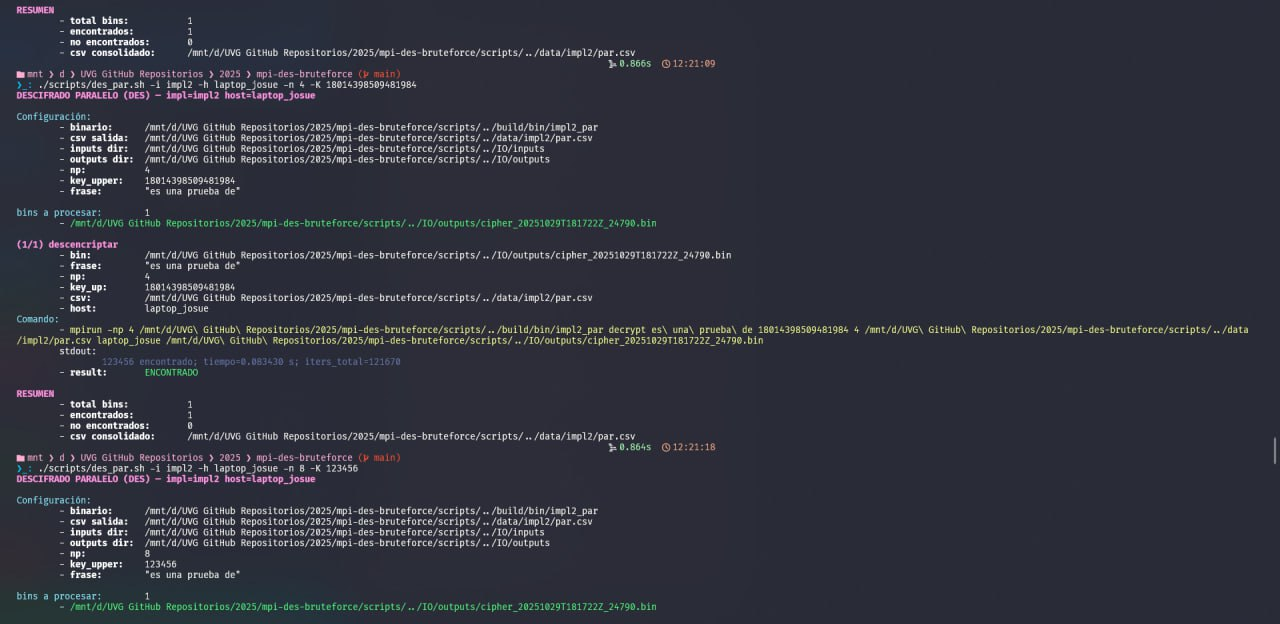 RESUMEN
- total bins: 1
- encontrados: 1
- no encontrados: 0
- csv consolidado: /mnt/d/UVG GitHub Repositorios/2025/mpi-des-bruteforce/scripts/../data/impl2/par.csv
0.866s 12:21:09
mnt ❯ d ❯ UVG GitHub Repositorios ❯ 2025 ❯ mpi-des-bruteforce (main)
❯_: ./scripts/des_par.sh -i impl2 -h laptop_josue -n 4 -K 18014398509481984
DESCIFRADO PARALELO (DES) — impl=impl2 host=laptop_josue
Configuración:
- binario: /mnt/d/UVG GitHub Repositorios/2025/mpi-des-bruteforce/scripts/../build/bin/impl2_par
- csv salida: /mnt/d/UVG GitHub Repositorios/2025/mpi-des-bruteforce/scripts/../data/impl2/par.csv
- inputs dir: /mnt/d/UVG GitHub Repositorios/2025/mpi-des-bruteforce/scripts/../IO/inputs
- outputs dir: /mnt/d/UVG GitHub Repositorios/2025/mpi-des-bruteforce/scripts/../IO/outputs
- np: 4
- key_upper: 18014398509481984
- frase: "es una prueba de"
bins a procesar: 1
- /mnt/d/UVG GitHub Repositorios/2025/mpi-des-bruteforce/scripts/../IO/outputs/cipher_20251029T181722Z_24790.bin
(1/1) descencriptar
- bin: /mnt/d/UVG GitHub Repositorios/2025/mpi-des-bruteforce/scripts/../IO/outputs/cipher_20251029T181722Z_24790.bin
- frase: "es una prueba de"
- np: 4
- key_up: 18014398509481984
- csv: /mnt/d/UVG GitHub Repositorios/2025/mpi-des-bruteforce/scripts/../data/impl2/par.csv
- host: laptop_josue
Comando:
- mpirun -np 4 /mnt/d/UVG\ GitHub\ Repositorios/2025/mpi-des-bruteforce/scripts/../build/bin/impl2_par decrypt es\ una\ prueba\ de 18014398509481984 4 /mnt/d/UVG\ GitHub\ Repositorios/2025/mpi-des-bruteforce/scripts/../data
/impl2/par.csv laptop_josue /mnt/d/UVG\ GitHub\ Repositorios/2025/mpi-des-bruteforce/scripts/../IO/outputs/cipher_20251029T181722Z_24790.bin
stdout:
123456 encontrado; tiempo=0.083430 s; iters_total=121670
- result: ENCONTRADO
RESUMEN
- total bins: 1
- encontrados: 1
- no encontrados: 0
- csv consolidado: /mnt/d/UVG GitHub Repositorios/2025/mpi-des-bruteforce/scripts/../data/impl2/par.csv
0.864s 12:21:18
mnt ❯ d ❯ UVG GitHub Repositorios ❯ 2025 ❯ mpi-des-bruteforce (main)
❯_: ./scripts/des_par.sh -i impl2 -h laptop_josue -n 8 -K 123456
DESCIFRADO PARALELO (DES) — impl=impl2 host=laptop_josue
Configuración:
- binario: /mnt/d/UVG GitHub Repositorios/2025/mpi-des-bruteforce/scripts/../build/bin/impl2_par
- csv salida: /mnt/d/UVG GitHub Repositorios/2025/mpi-des-bruteforce/scripts/../data/impl2/par.csv
- inputs dir: /mnt/d/UVG GitHub Repositorios/2025/mpi-des-bruteforce/scripts/../IO/inputs
- outputs dir: /mnt/d/UVG GitHub Repositorios/2025/mpi-des-bruteforce/scripts/../IO/outputs
- np: 8
- key_upper: 123456
- frase: "es una prueba de"
bins a procesar: 1
- /mnt/d/UVG GitHub Repositorios/2025/mpi-des-bruteforce/scripts/../IO/outputs/cipher_20251029T181722Z_24790.bin